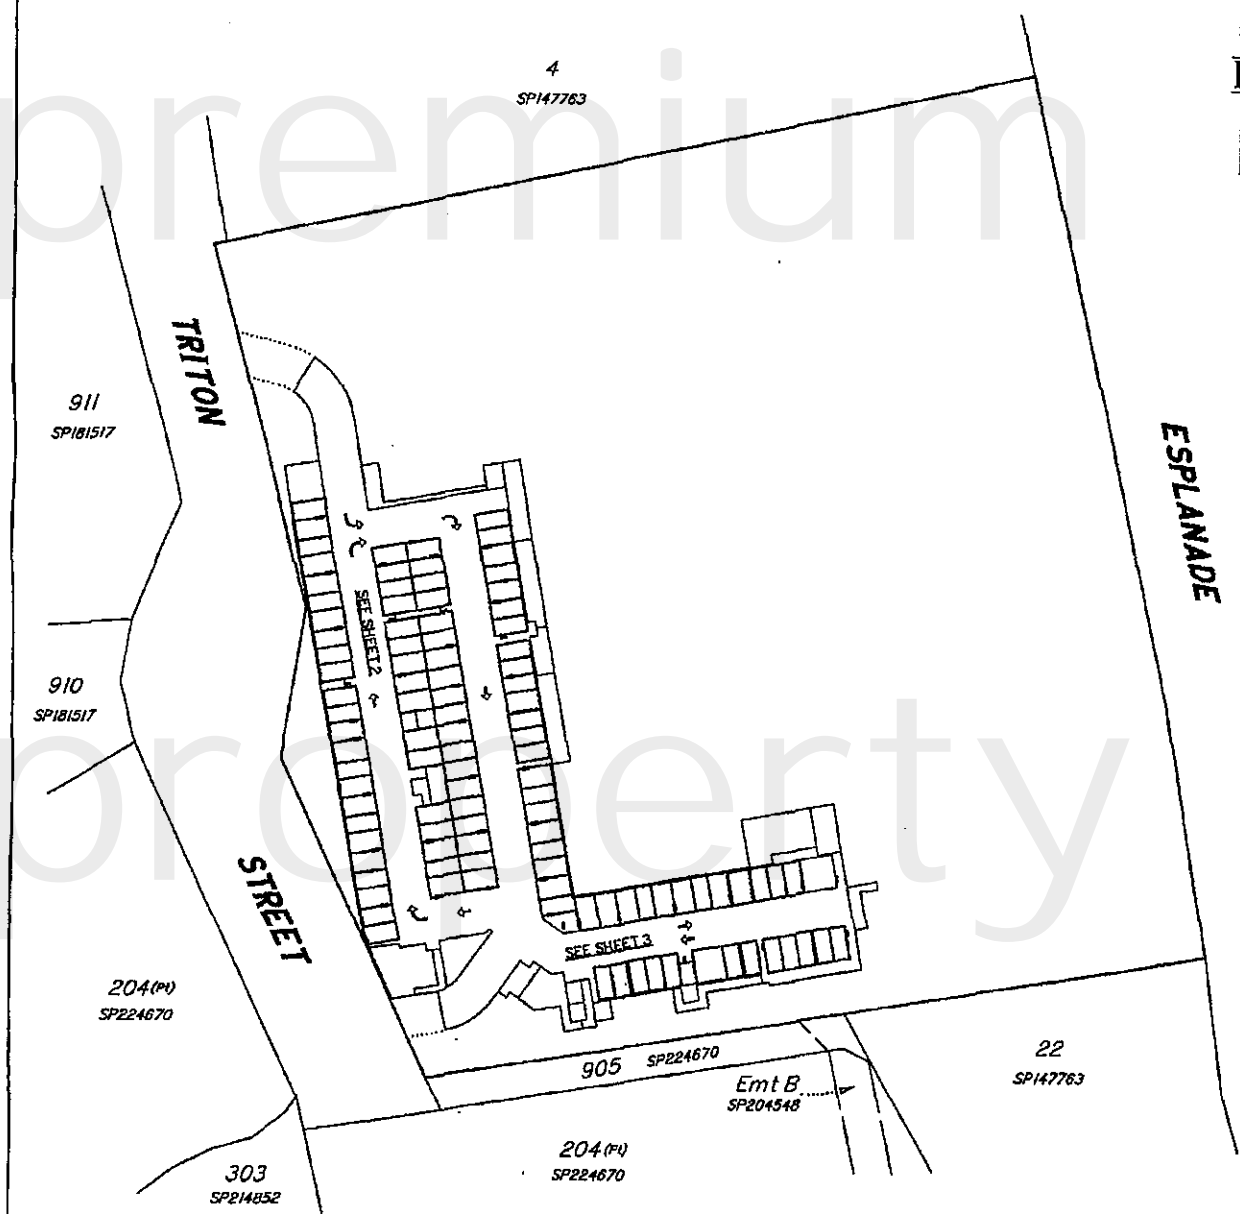 premium
4
SP147763
TRITON
911
SP181517
ESPLANADE
SEE SHEET 2
910
SP181517
property
STREET
SEE SHEET 3
204(Pt)
SP224670
905 SP224670
22
SP147763
Emt B
SP204548
204(Pt)
SP224670
303
SP214852